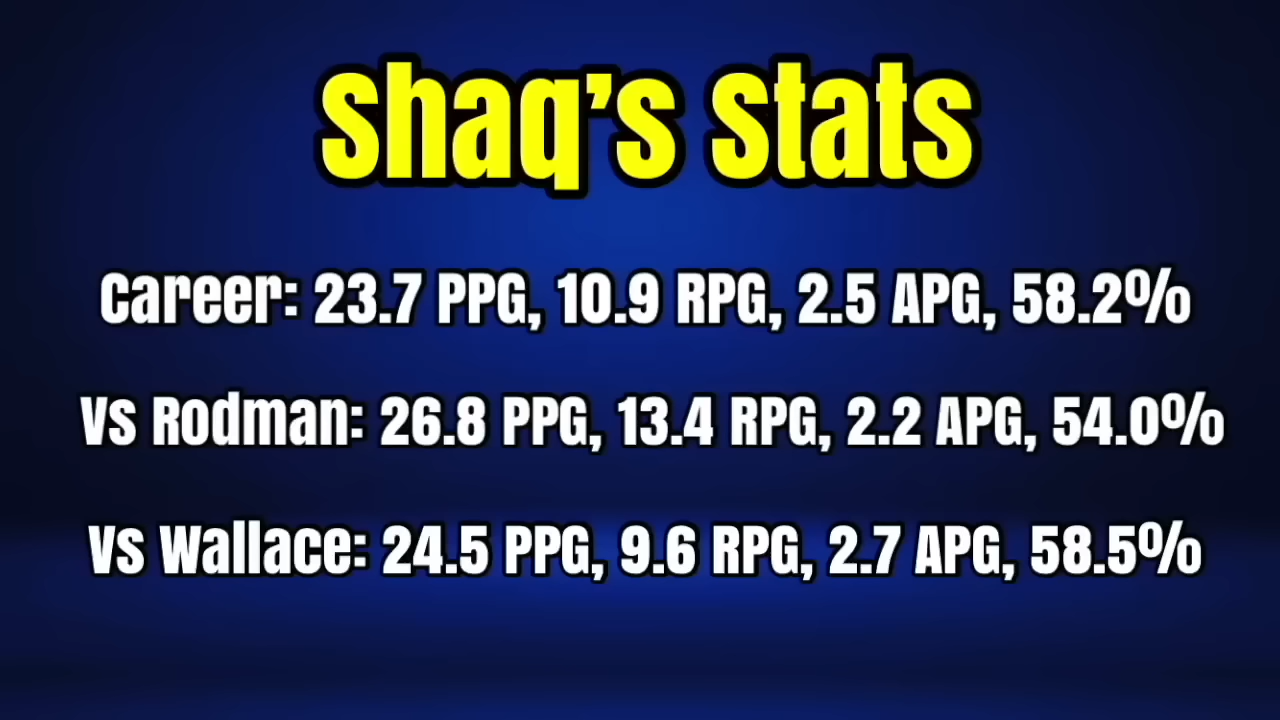 Shaq's Stats
Career: 23.7 PPG, 10.9 RPG, 2.5 APG, 58.2%
Vs Rodman: 26.8 PPG, 13.4 RPG, 2.2 APG, 54.0%
Vs Wallace: 24.5 PPG, 9.6 RPG, 2.7 APG, 58.5%